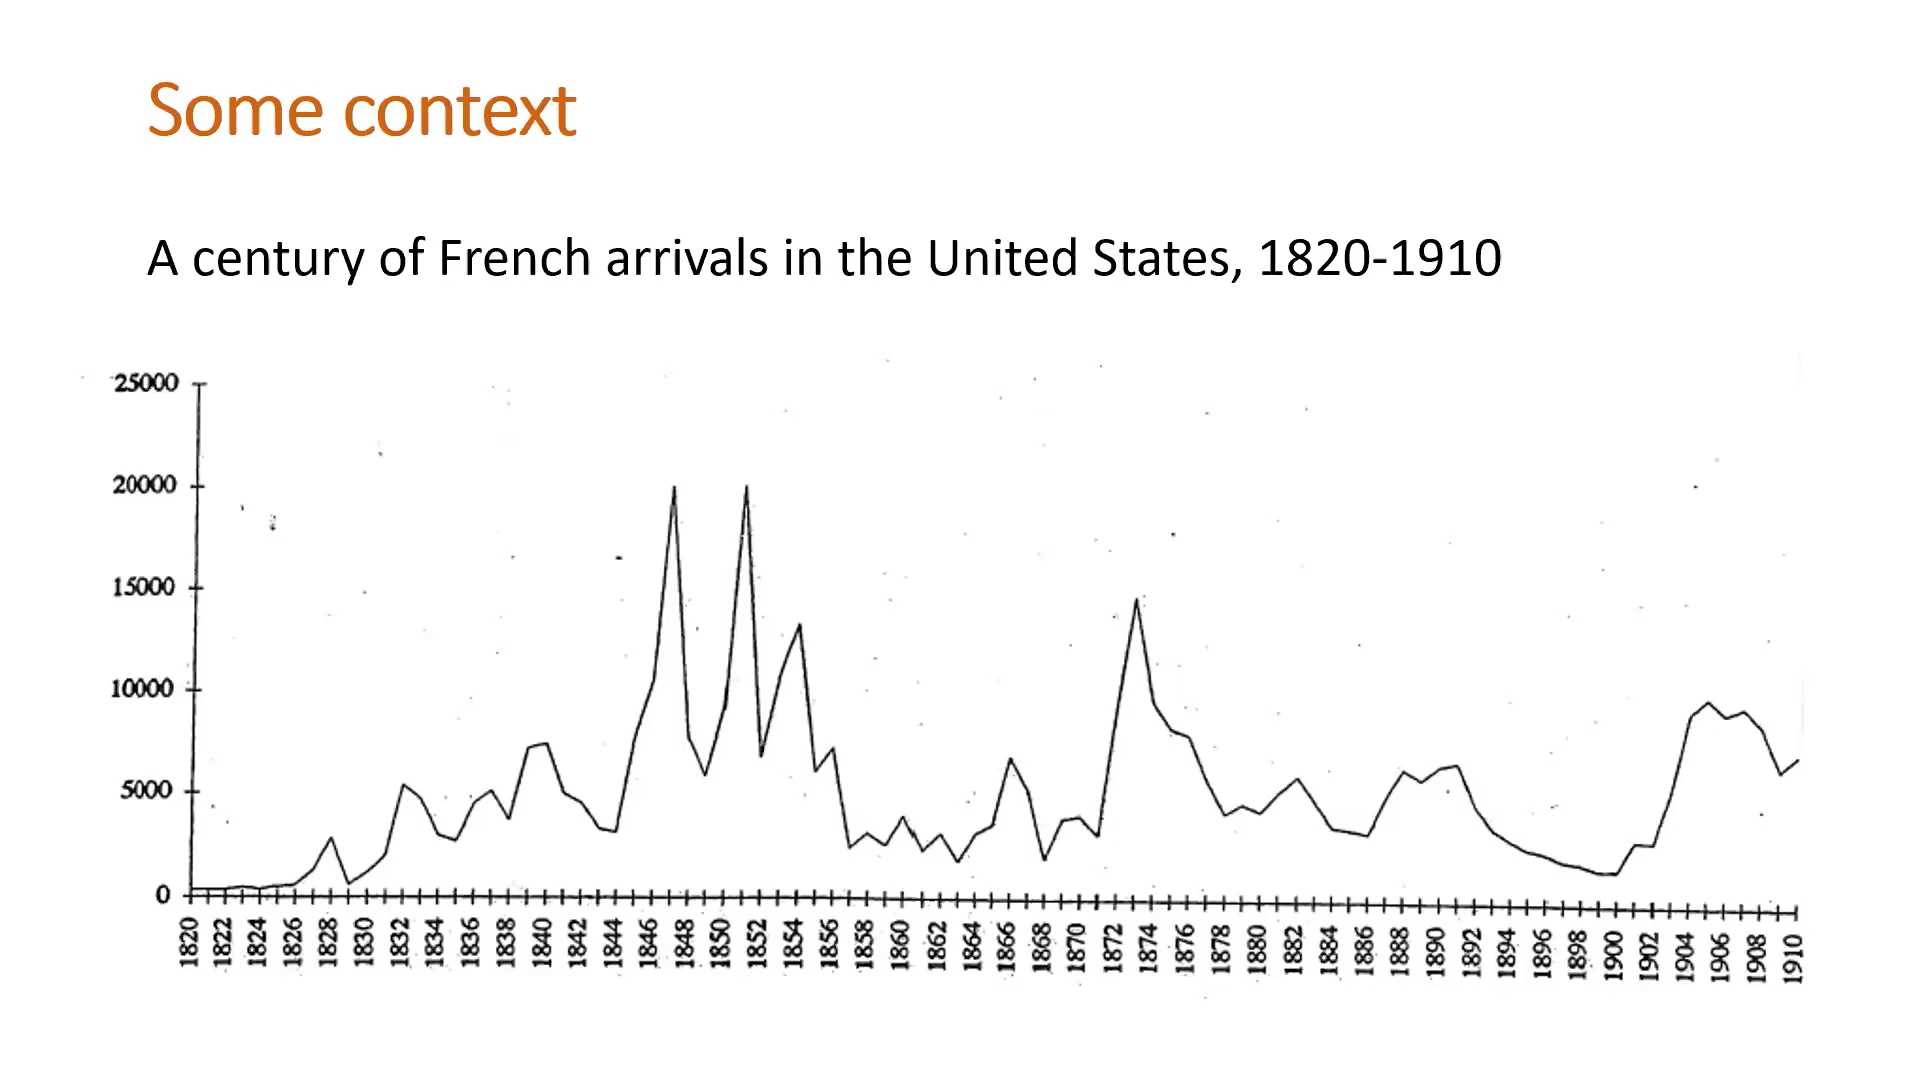 Some context
A century of French arrivals in the United States, 1820-1910
25000
20000
15000
10000
5000
0
1820 1822 1824 1826 1828 1830 1832 1834 1836 1838 1840 1842 1844 1846 1848 1850 1852 1854 1856 1858 1860 1862 1864 1866 1868 1870 1872 1874 1876 1878 1880 1882 1884 1886 1888 1890 1892 1894 1896 1898 1900 1902 1904 1906 1908 1910